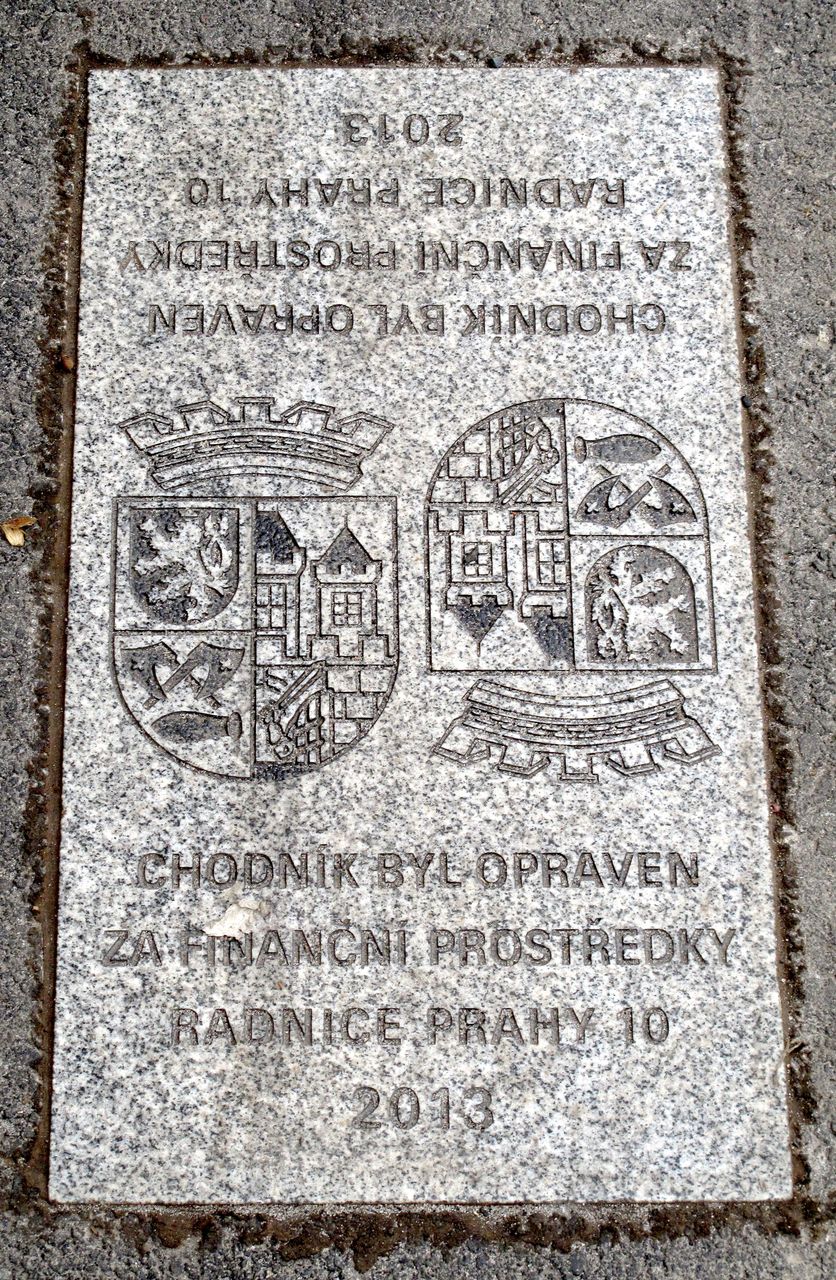 2013
RADNICE PRAHY 10
ZA FINANČNÍ PROSTŘEDKY
CHODNÍK BYL OPRAVEN
CHODNÍK BYL OPRAVEN
ZA FINANČNÍ PROSTŘEDKY
RADNICE PRAHY 10
2013